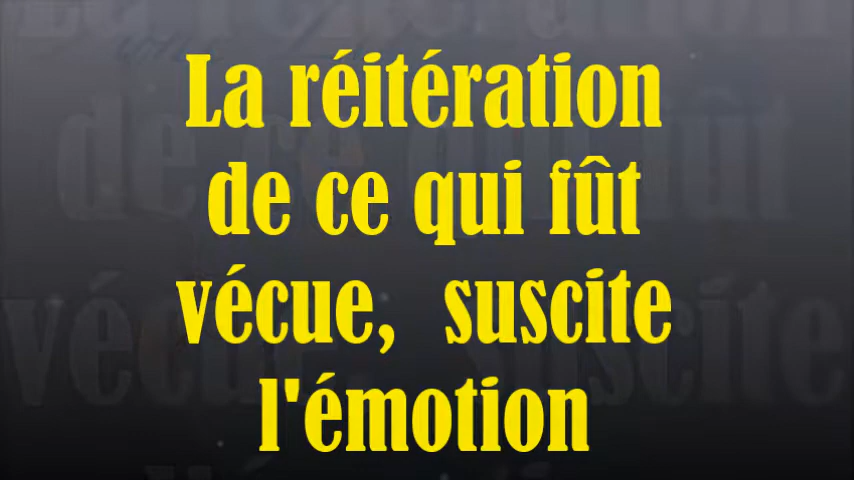 La réitération
de ce qui fût
vécue,  suscite
l'émotion